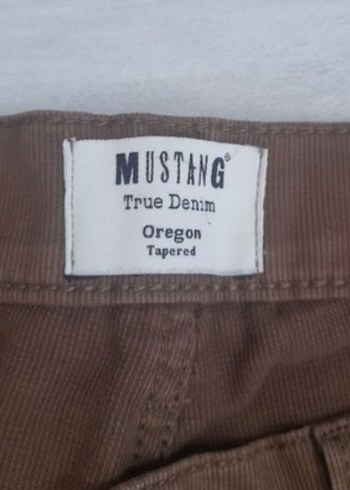 MUSTANG®
True Denim
Oregon
Tapered